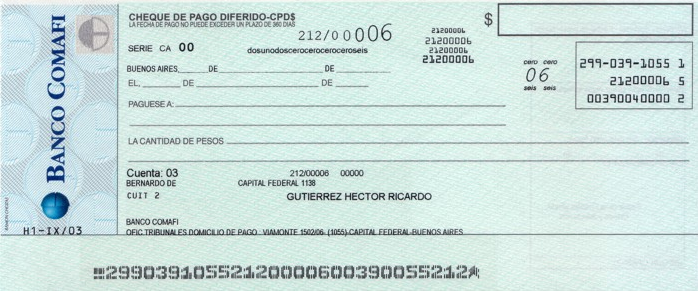 CHEQUE DE PAGO DIFERIDO-CPD$
LA FECHA DE PAGO NO PUEDE EXCEDER UN PLAZO DE 360 DIAS
$
212/00006
21200006
21200006
21200006
21200006
SERIE CA 00
dosunodosceroceroceroceroseis
BUENOS AIRES, DE DE
cero cero
06
seis seis
299-039-1055 1
21200006 5
00390040000 2
EL, DE DE
PAGUESE A:
LA CANTIDAD DE PESOS
BANCO COMAFI
Cuenta: 03 212/00006 00000
BERNARDO DE CAPITAL FEDERAL 1138
CUIT 2 GUTIERREZ HECTOR RICARDO
BANCO COMAFI
OFIC TRIBUNALES DOMICILIO DE PAGO VIAMONTE 1502/06- (1055)-CAPITAL FEDERAL-BUENOS AIRES
H1-IX/03
29903910552120000600390055212